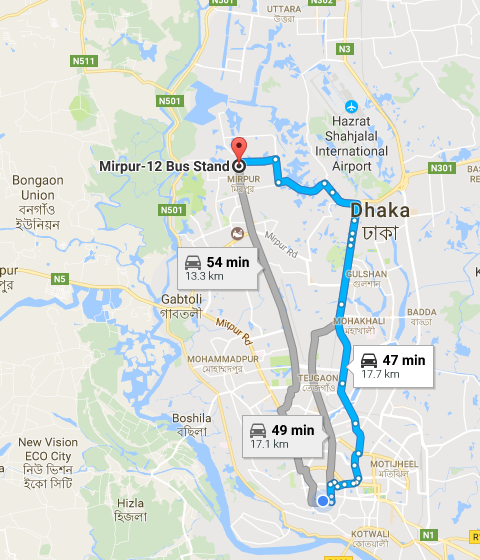 N501
N302
UTTARA
উত্তরা
N3
N511
N501
Hazrat
Shahjalal
International
Airport
Mirpur-12 Bus Stand
N301
MIRPUR
মিরপুর
Bongaon
Union
বনগাঁও
ইউনিয়ন
N501
Dhaka
ঢাকা
Mirpur Rd
54 min
13.3 km
GULSHAN
গুলশান
N5
Gabtoli
গাবতলী
MOHAKHALI
মহাখালী
BADDA
বাড্ডা
Mirpur Rd
MOHAMMADPUR
মোহাম্মদপুর
47 min
17.7 km
TEJGAON
তেজগাঁও
Boshila
বছিলা
49 min
17.1 km
New Vision
ECO City
নিউ ভিশন
ইকো সিটি
MOTIJHEEL
মতিঝিল
Hizla
হিজলা
KOTWALI
কোতোয়ালী
N1